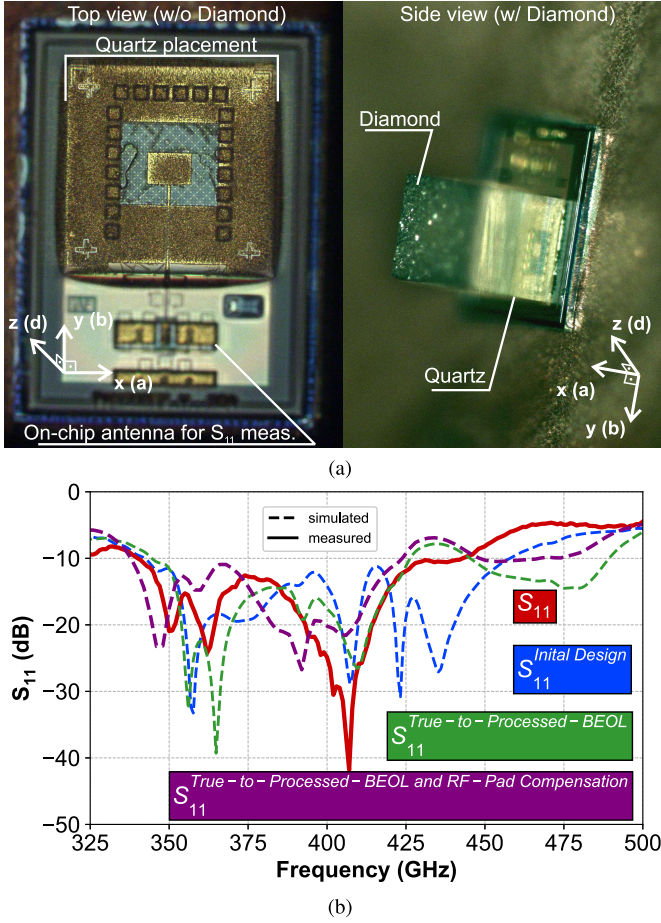 Top view (w/o Diamond)
Side view (w/ Diamond)
Quartz placement
Diamond
z (d)
y (b)
x (a)
Quartz
z (d)
x (a)
y (b)
On-chip antenna for S11 meas.
(a)
0
−10
−20
−30
−40
−50
S11 (dB)
simulated
measured
S11
S11 Inital Design
S11 True−to−Processed−BEOL
S11 True−to−Processed−BEOL and RF−Pad Compensation
325
350
375
400
425
450
475
500
Frequency (GHz)
(b)